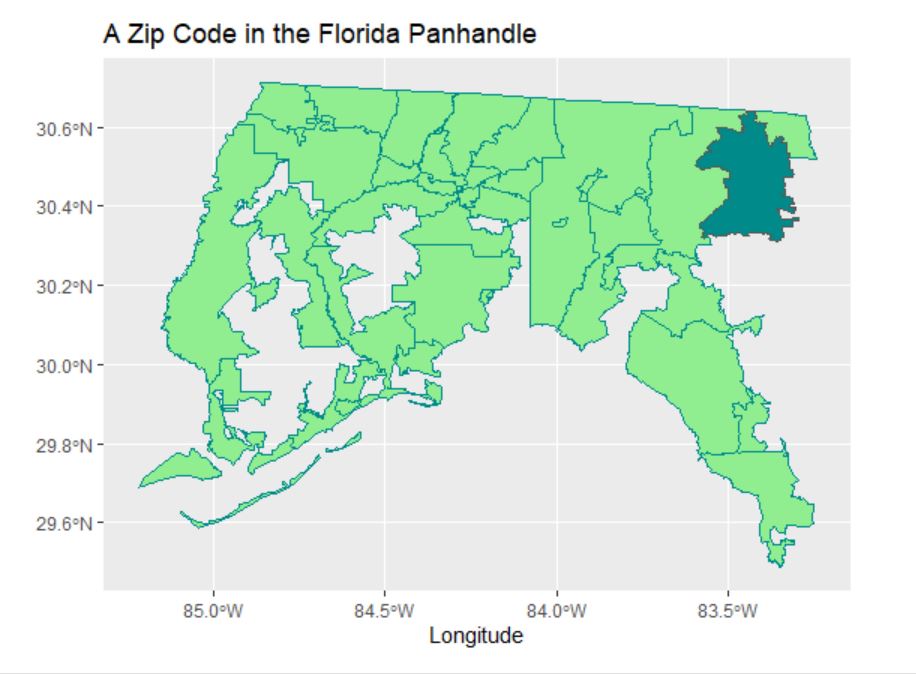 A Zip Code in the Florida Panhandle
30.6°N
30.4°N
30.2°N
30.0°N
29.8°N
29.6°N
85.0°W 84.5°W 84.0°W 83.5°W
Longitude